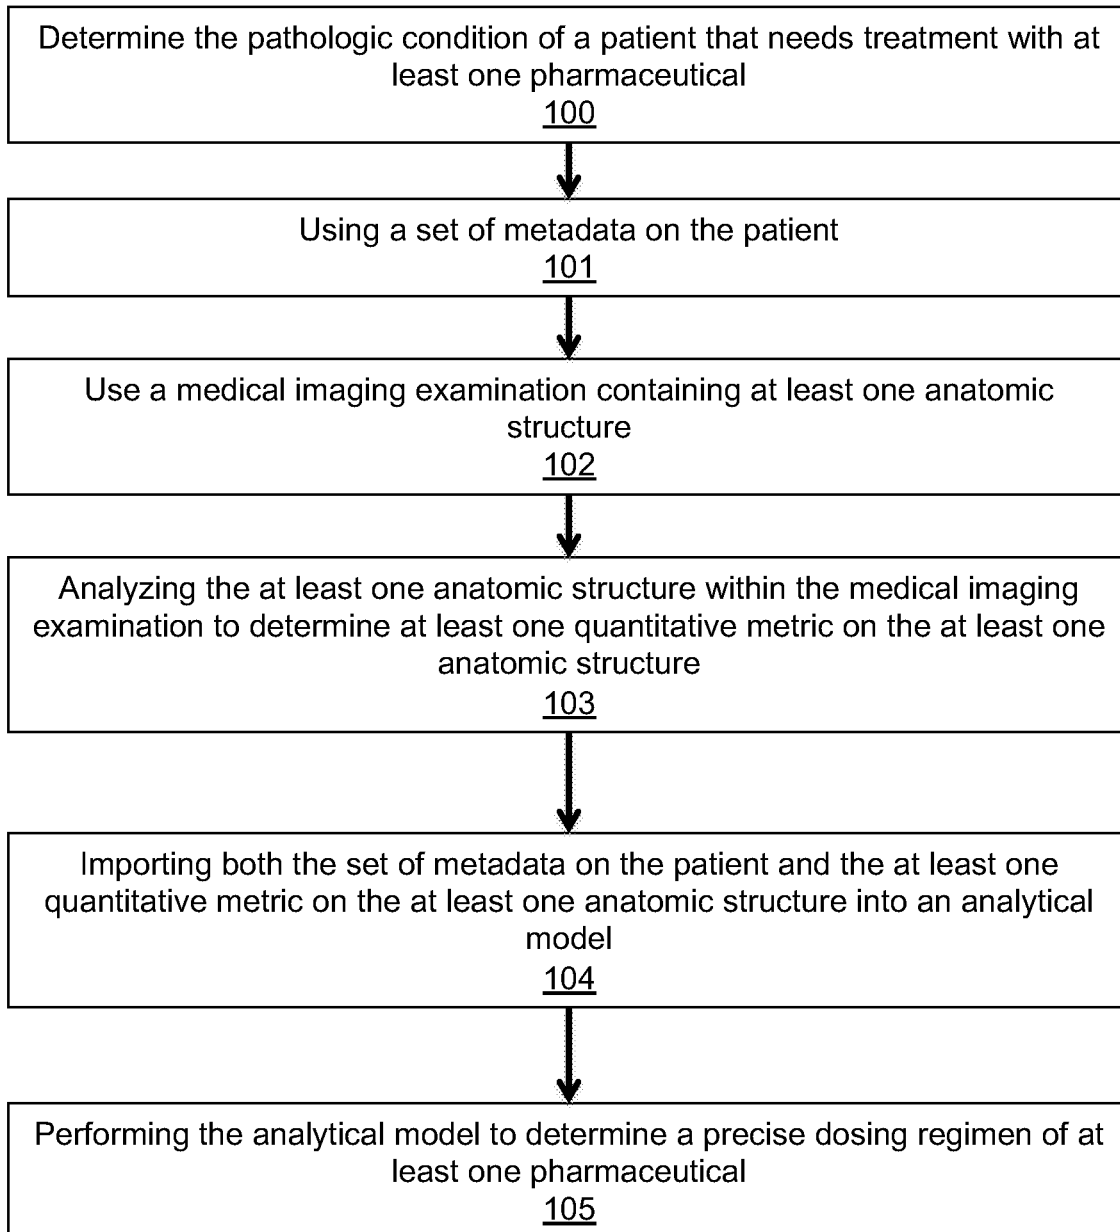 Determine the pathologic condition of a patient that needs treatment with at
least one pharmaceutical
100
Using a set of metadata on the patient
101
Use a medical imaging examination containing at least one anatomic
structure
102
Analyzing the at least one anatomic structure within the medical imaging
examination to determine at least one quantitative metric on the at least one
anatomic structure
103
Importing both the set of metadata on the patient and the at least one
quantitative metric on the at least one anatomic structure into an analytical
model
104
Performing the analytical model to determine a precise dosing regimen of at
least one pharmaceutical
105